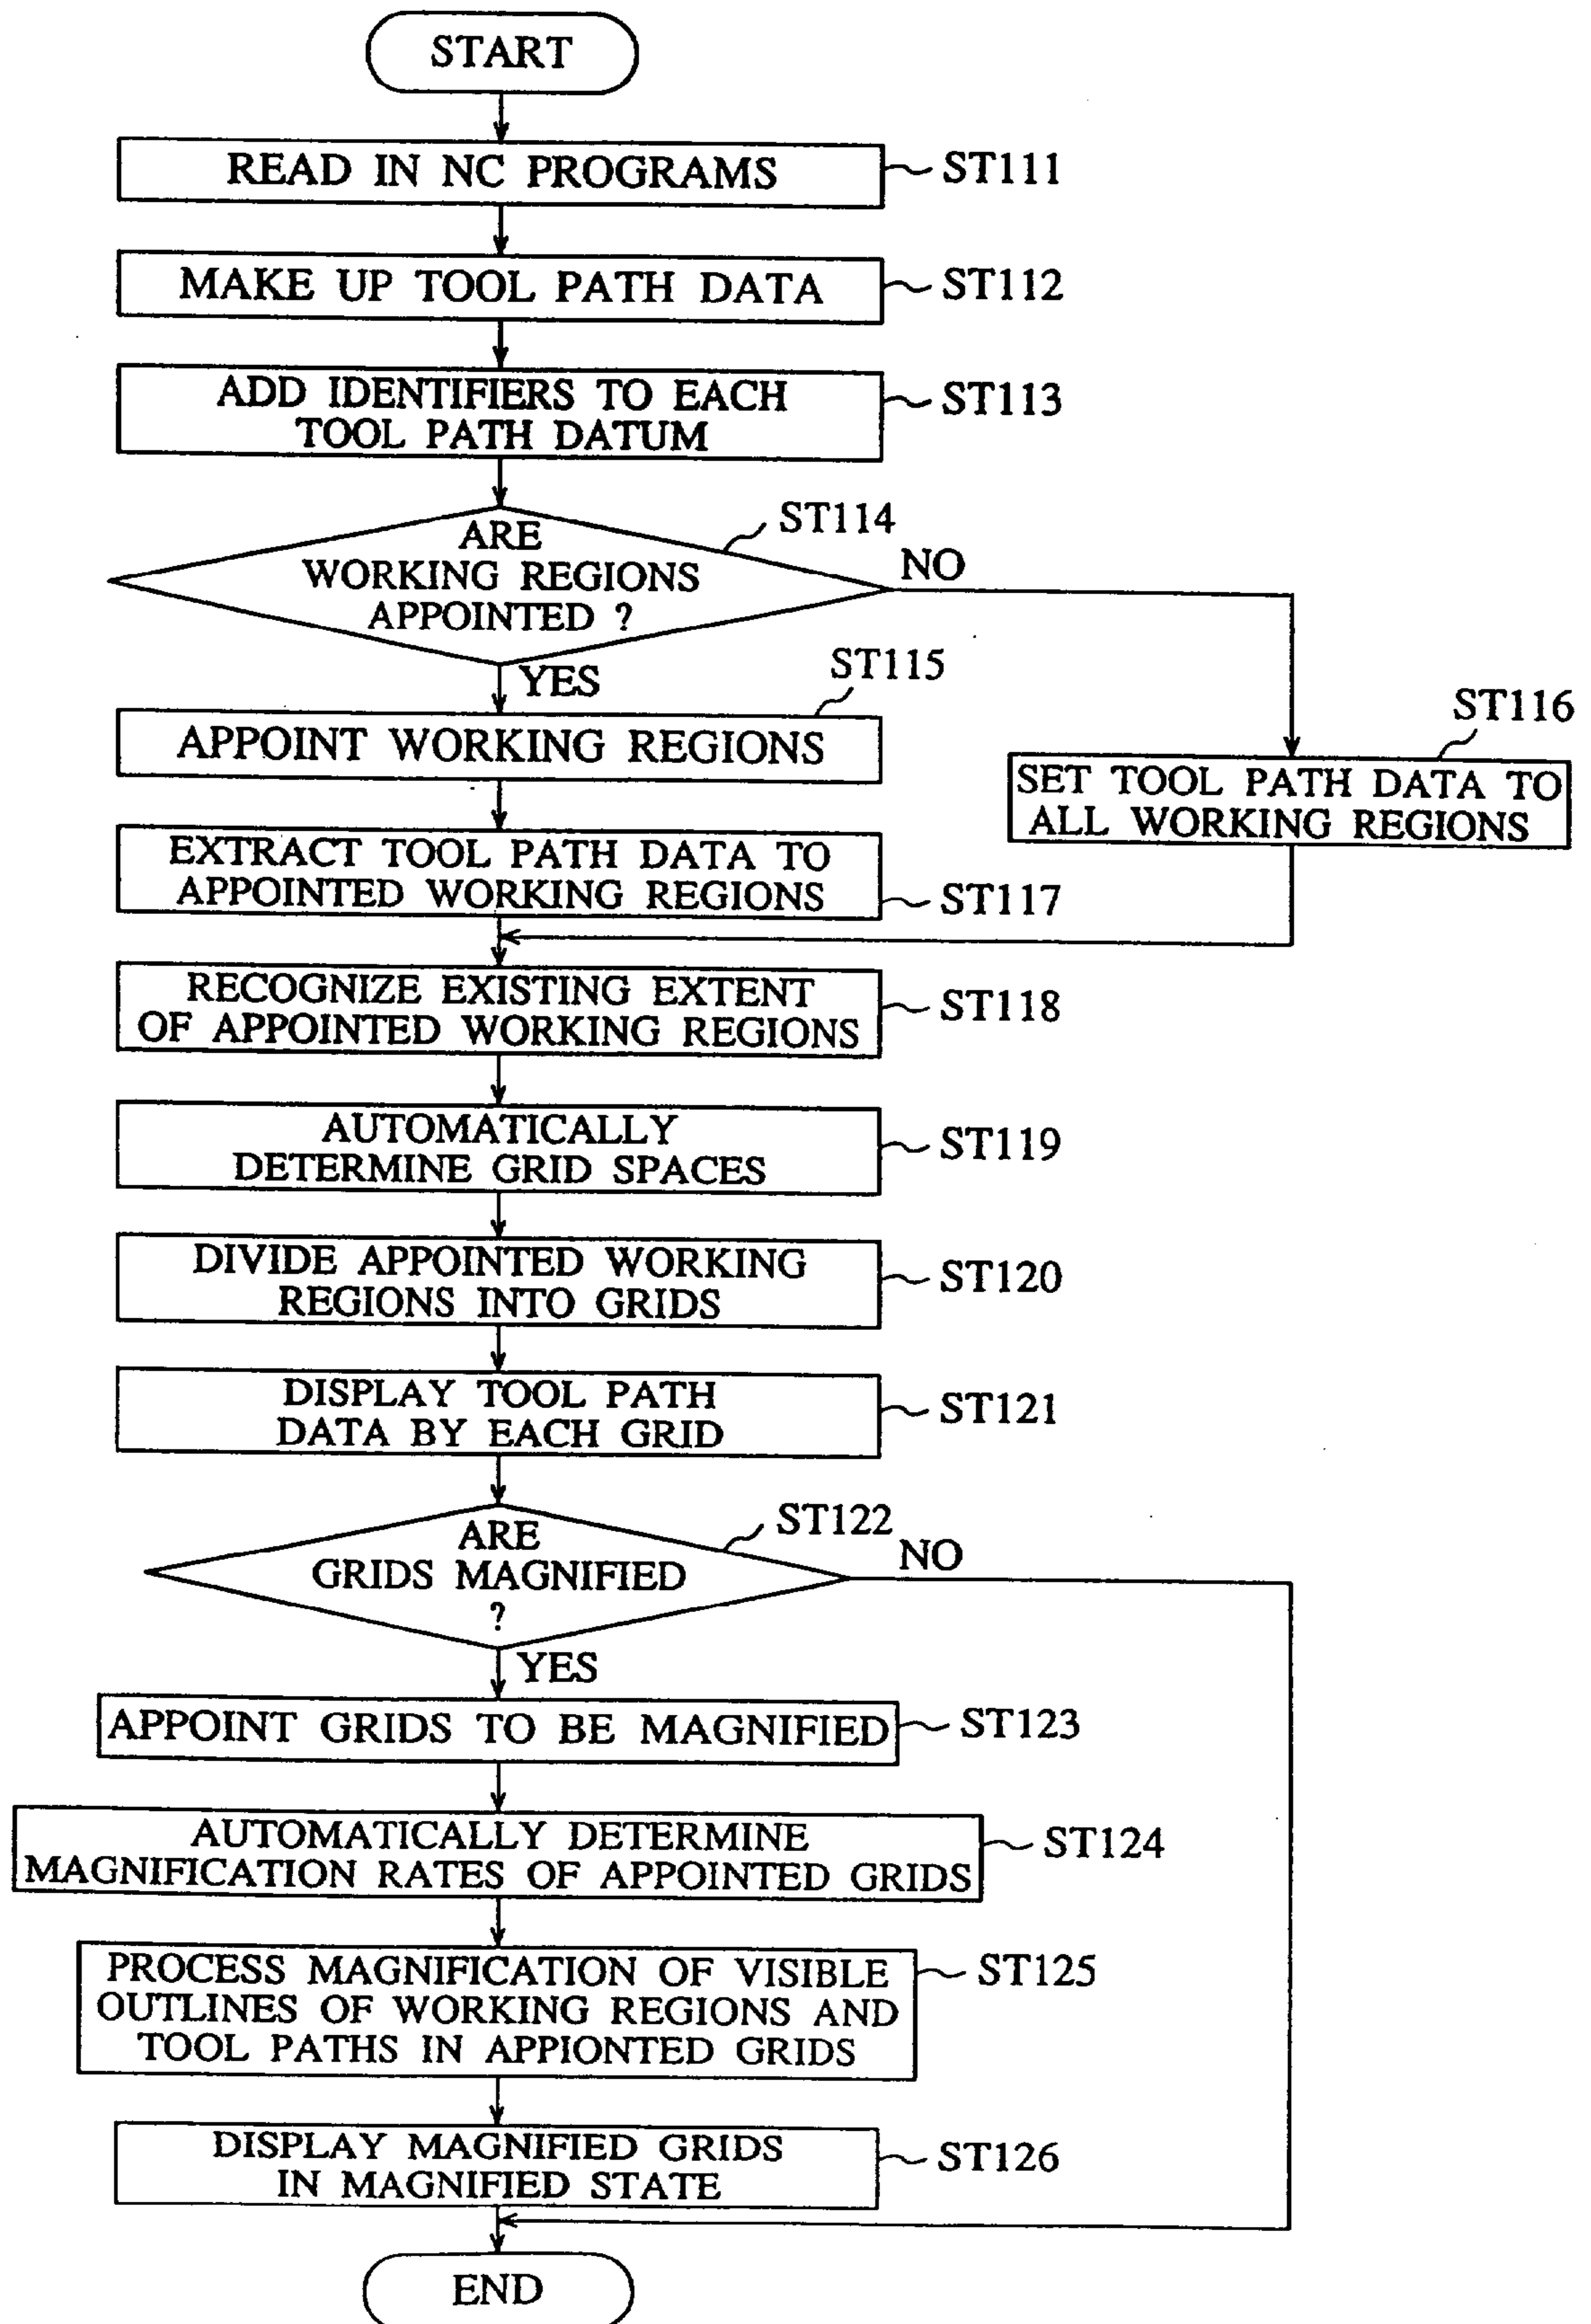 START
READ IN NC PROGRAMS
ST111
MAKE UP TOOL PATH DATA
ST112
ADD IDENTIFIERS TO EACH
TOOL PATH DATUM
ST113
ARE
WORKING REGIONS
APPOINTED ?
ST114
NO
YES
ST115
APPOINT WORKING REGIONS
ST116
SET TOOL PATH DATA TO
ALL WORKING REGIONS
EXTRACT TOOL PATH DATA TO
APPOINTED WORKING REGIONS
ST117
RECOGNIZE EXISTING EXTENT
OF APPOINTED WORKING REGIONS
ST118
AUTOMATICALLY
DETERMINE GRID SPACES
ST119
DIVIDE APPOINTED WORKING
REGIONS INTO GRIDS
ST120
DISPLAY TOOL PATH
DATA BY EACH GRID
ST121
ARE
GRIDS MAGNIFIED
?
ST122
NO
YES
APPOINT GRIDS TO BE MAGNIFIED
ST123
AUTOMATICALLY DETERMINE
MAGNIFICATION RATES OF APPOINTED GRIDS
ST124
PROCESS MAGNIFICATION OF VISIBLE
OUTLINES OF WORKING REGIONS AND
TOOL PATHS IN APPIONTED GRIDS
ST125
DISPLAY MAGNIFIED GRIDS
IN MAGNIFIED STATE
ST126
END